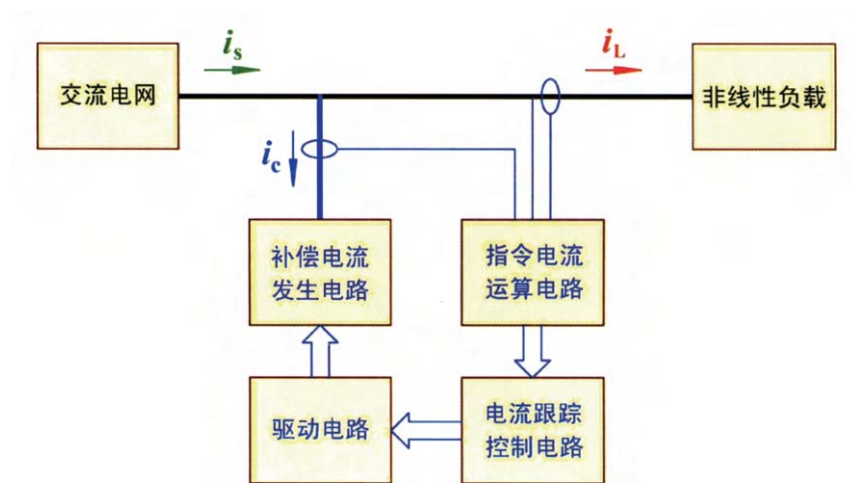 i_s
i_L
交流电网
非线性负载
i_c
补偿电流
发生电路
指令电流
运算电路
驱动电路
电流跟踪
控制电路